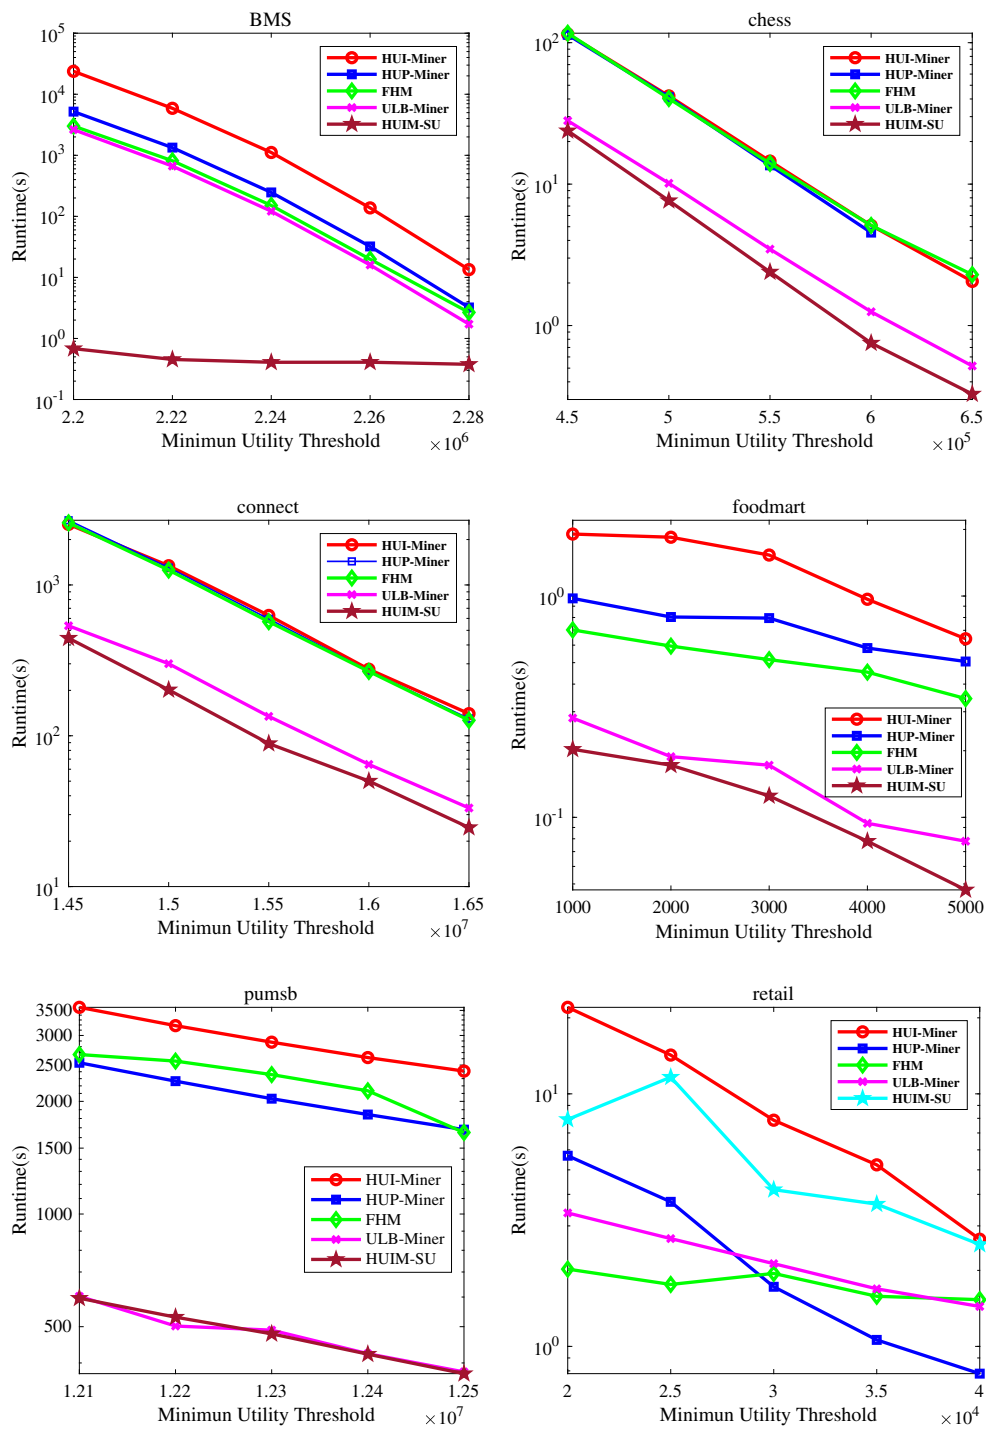 BMS
10^5
10^4
10^3
10^2
10^1
10^0
10^-1
Runtime(s)
HUI-Miner
HUP-Miner
FHM
ULB-Miner
HUIM-SU
2.2 2.22 2.24 2.26 2.28
Minimun Utility Threshold ×10^6
chess
10^2
10^1
10^0
Runtime(s)
HUI-Miner
HUP-Miner
FHM
ULB-Miner
HUIM-SU
4.5 5 5.5 6 6.5
Minimun Utility Threshold ×10^5
connect
10^3
10^2
10^1
Runtime(s)
HUI-Miner
HUP-Miner
FHM
ULB-Miner
HUIM-SU
1.45 1.5 1.55 1.6 1.65
Minimun Utility Threshold ×10^7
foodmart
10^0
10^-1
Runtime(s)
HUI-Miner
HUP-Miner
FHM
ULB-Miner
HUIM-SU
1000 2000 3000 4000 5000
Minimun Utility Threshold
pumsb
3500
3000
2500
2000
1500
1000
500
Runtime(s)
HUI-Miner
HUP-Miner
FHM
ULB-Miner
HUIM-SU
1.21 1.22 1.23 1.24 1.25
Minimun Utility Threshold ×10^7
retail
10^1
10^0
Runtime(s)
HUI-Miner
HUP-Miner
FHM
ULB-Miner
HUIM-SU
2 2.5 3 3.5 4
Minimun Utility Threshold ×10^4